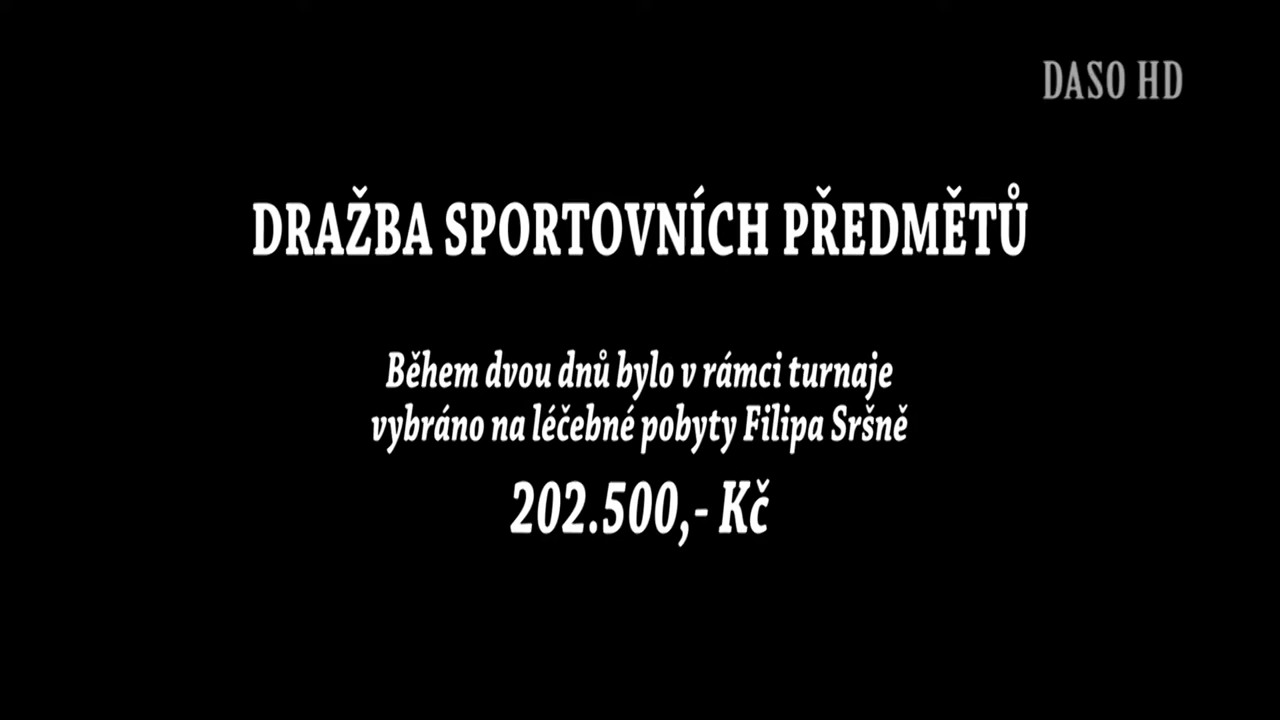 DASO HD
DRAŽBA SPORTOVNÍCH PŘEDMĚTŮ
Během dvou dnů bylo v rámci turnaje
vybráno na léčebné pobyty Filipa Sršně
202.500,- Kč